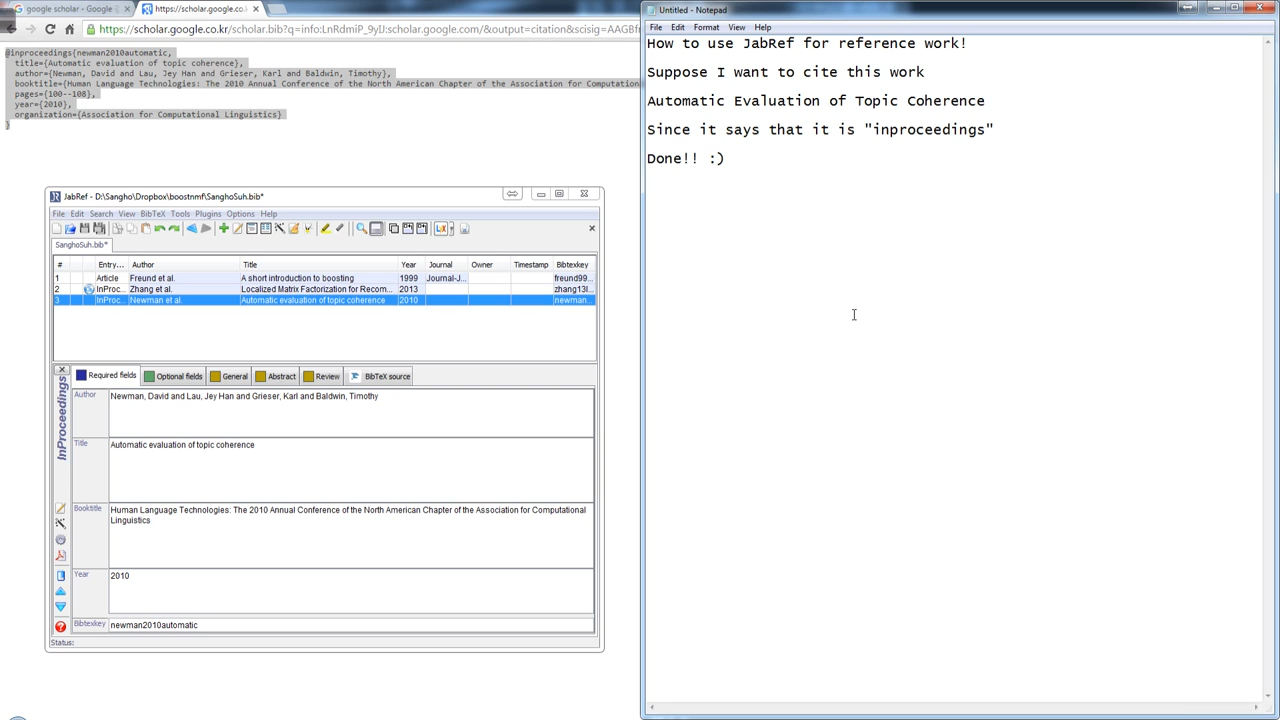 google scholar - Google
https://scholar.google.co.k
https://scholar.google.co.kr/scholar.bib?q=info:LnRdmiP_9yIJ:scholar.google.com/&output=citation&scisig=AAGBf
@inproceedings{newman2010automatic,
title={Automatic evaluation of topic coherence},
author={Newman, David and Lau, Jey Han and Grieser, Karl and Baldwin, Timothy},
booktitle={Human Language Technologies: The 2010 Annual Conference of the North American Chapter of the Association for Computation
pages={100--108},
year={2010},
organization={Association for Computational Linguistics}
}
JabRef - D:\Sangho\Dropbox\boostnmf\SanghoSuh.bib*
File Edit Search View BibTeX Tools Plugins Options Help
SanghoSuh.bib*
# Entry... Author Title Year Journal Owner Timestamp Bibtexkey
1 Article Freund et al. A short introduction to boosting 1999 Journal-J... freund99...
2 InProc... Zhang et al. Localized Matrix Factorization for Recom... 2013 zhang13l...
3 InProc... Newman et al. Automatic evaluation of topic coherence 2010 newman...
Required fields Optional fields General Abstract Review BibTeX source
InProceedings
Author Newman, David and Lau, Jey Han and Grieser, Karl and Baldwin, Timothy
Title Automatic evaluation of topic coherence
Booktitle Human Language Technologies: The 2010 Annual Conference of the North American Chapter of the Association for Computational
Linguistics
Year 2010
Bibtexkey newman2010automatic
Status:
Untitled - Notepad
File Edit Format View Help
How to use JabRef for reference work!
Suppose I want to cite this work
Automatic Evaluation of Topic Coherence
Since it says that it is "inproceedings"
Done!! :)